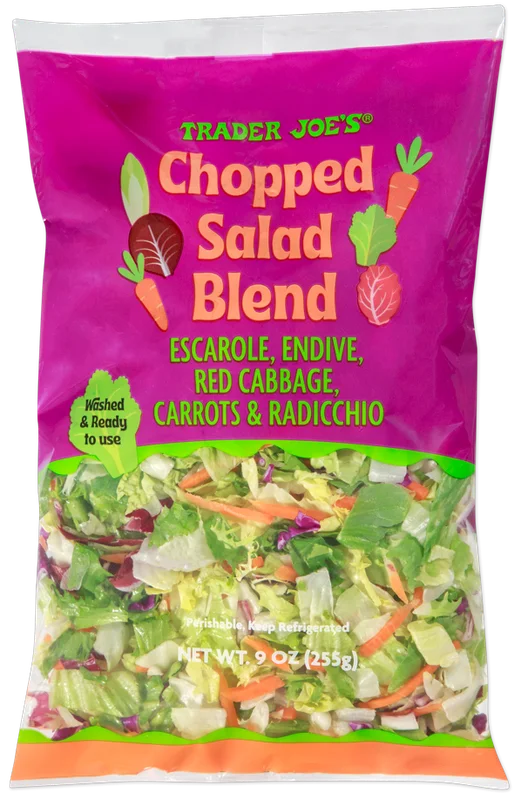 TRADER JOE'S®
Chopped
Salad
Blend
ESCAROLE, ENDIVE,
RED CABBAGE,
CARROTS & RADICCHIO
Washed
& Ready
to use
Perishable, Keep Refrigerated
NET WT. 9 OZ (255g)